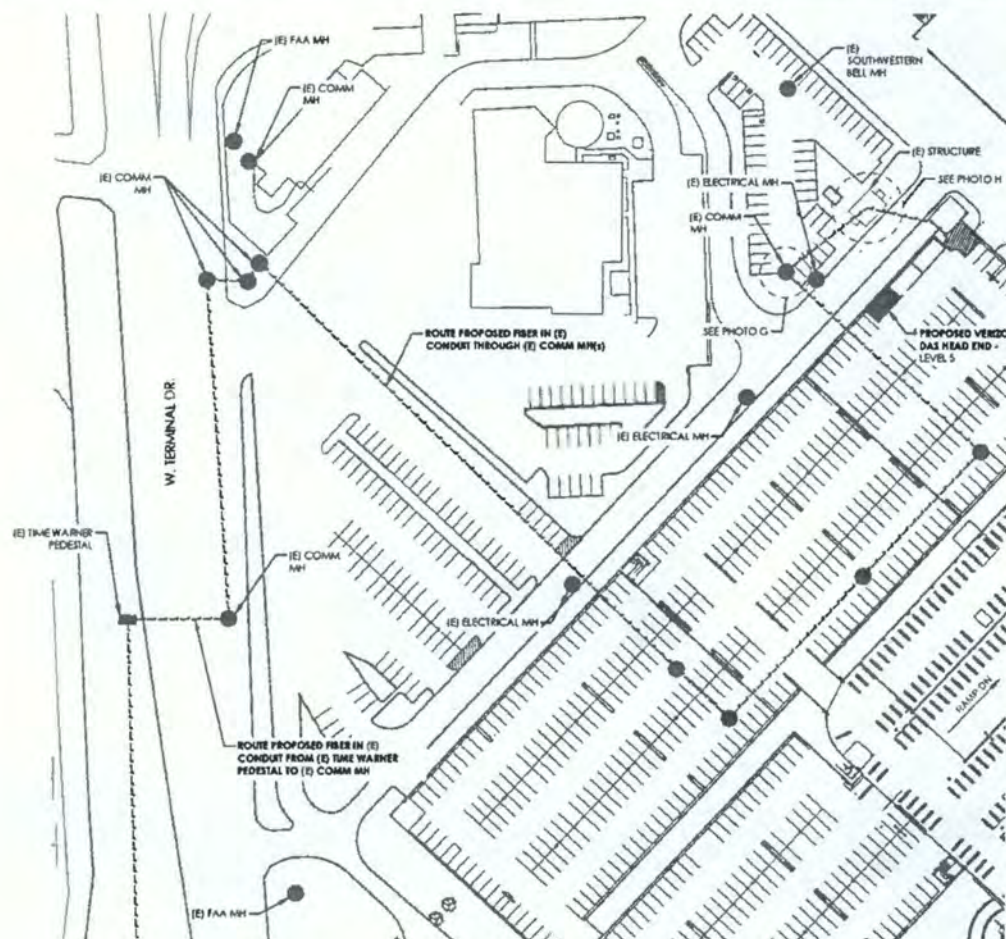 (E) FAA MH
(E) COMM
MH
(E)
SOUTHWESTERN
BELL MH
(E) COMM
MH
(E) STRUCTURE
SEE PHOTO H
(E) ELECTRICAL MH
(E) COMM
MH
ROUTE PROPOSED FIBER IN (E)
CONDUIT THROUGH (E) COMM MH(s)
SEE PHOTO G
PROPOSED VERIZO
DAS HEAD END -
LEVEL 5
W. TERMINAL DR.
(E) ELECTRICAL MH
(E) TIME WARNER
PEDESTAL
(E) COMM
MH
(E) ELECTRICAL MH
RAMP DN
ROUTE PROPOSED FIBER IN (E)
CONDUIT FROM (E) TIME WARNER
PEDESTAL TO (E) COMM MH
(E) FAA MH